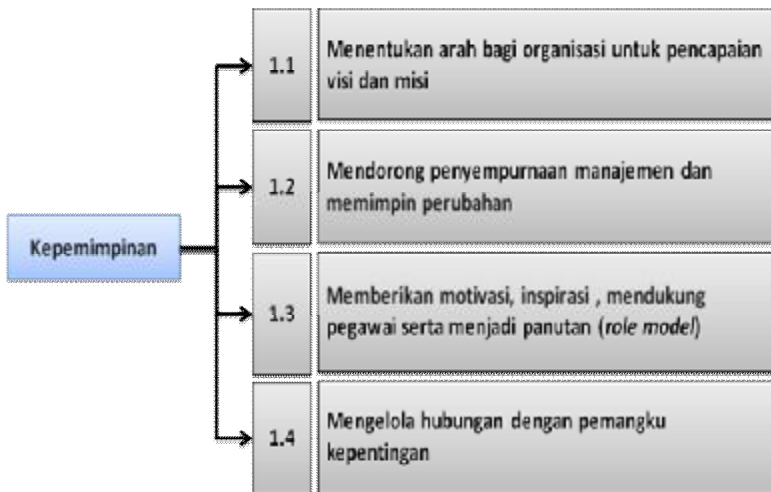 1.1
Menentukan arah bagi organisasi untuk pencapaian
visi dan misi
1.2
Mendorong penyempurnaan manajemen dan
memimpin perubahan
Kepemimpinan
1.3
Memberikan motivasi, inspirasi , mendukung
pegawai serta menjadi panutan (role model)
1.4
Mengelola hubungan dengan pemangku
kepentingan